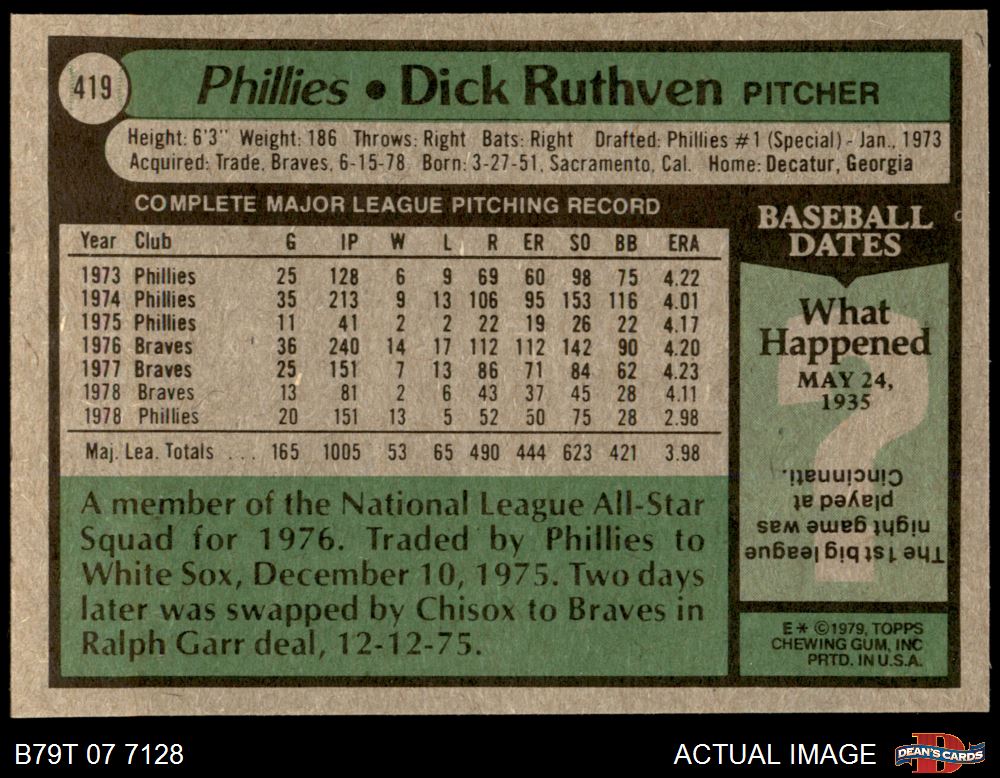 419
Phillies • Dick Ruthven PITCHER
Height: 6'3" Weight: 186 Throws: Right Bats: Right Drafted: Phillies #1 (Special) - Jan., 1973
Acquired: Trade, Braves, 6-15-78 Born: 3-27-51, Sacramento, Cal. Home: Decatur, Georgia
COMPLETE MAJOR LEAGUE PITCHING RECORD
Year Club G IP W L R ER SO BB ERA
1973 Phillies 25 128 6 9 69 60 98 75 4.22
1974 Phillies 35 213 9 13 106 95 153 116 4.01
1975 Phillies 11 41 2 2 22 19 26 22 4.17
1976 Braves 36 240 14 17 112 112 142 90 4.20
1977 Braves 25 151 7 13 86 71 84 62 4.23
1978 Braves 13 81 2 6 43 37 45 28 4.11
1978 Phillies 20 151 13 5 52 50 75 28 2.98
Maj. Lea. Totals . . . 165 1005 53 65 490 444 623 421 3.98
A member of the National League All-Star
Squad for 1976. Traded by Phillies to
White Sox, December 10, 1975. Two days
later was swapped by Chisox to Braves in
Ralph Garr deal, 12-12-75.
BASEBALL
DATES
What
Happened
MAY 24,
1935
The 1st big league
night game was
played at
Cincinnati.
E * ©1979, TOPPS
CHEWING GUM, INC
PRTD. IN U.S.A.
B79T 07 7128
ACTUAL IMAGE
DEAN'S CARDS